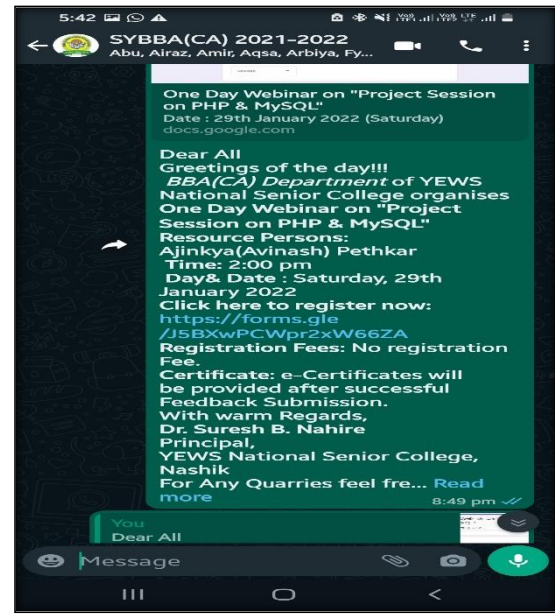 5:42
SYBBA(CA) 2021-2022
Abu, Airaz, Amir, Aqsa, Arbiya, Fy...
One Day Webinar on "Project Session
on PHP & MySQL"
Date : 29th January 2022 (Saturday)
docs.google.com
Dear All
Greetings of the day!!!
BBA(CA) Department of YEWS
National Senior College organises
One Day Webinar on "Project
Session on PHP & MySQL"
Resource Persons:
Ajinkya(Avinash) Pethkar
Time: 2:00 pm
Day& Date : Saturday, 29th
January 2022
Click here to register now:
https://forms.gle
/J5BXwPCWpr2xW66ZA
Registration Fees: No registration
Fee.
Certificate: e-Certificates will
be provided after successful
Feedback Submission.
With warm Regards,
Dr. Suresh B. Nahire
Principal,
YEWS National Senior College,
Nashik
For Any Quarries feel fre... Read
more
8:49 pm
You
Dear All
Message